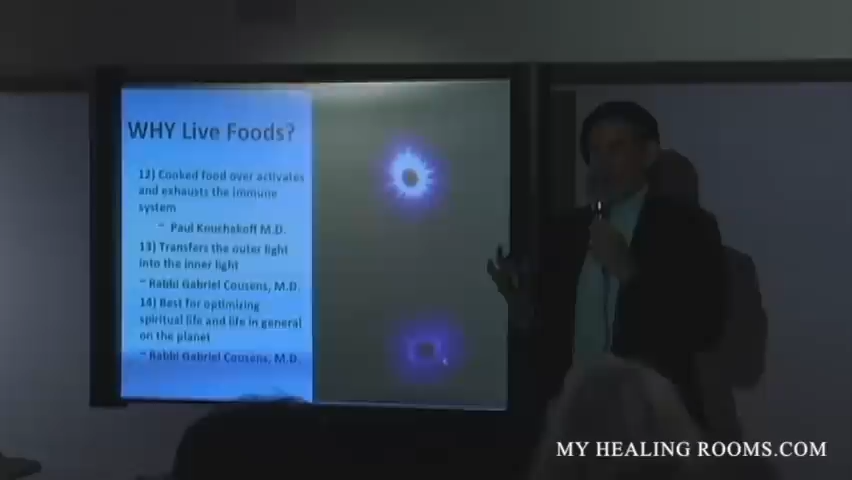 WHY Live Foods?
12) Cooked food over activates
and exhausts the immune
system
– Paul Kouchakoff M.D.
13) Transfers the outer light
into the inner light
– Rabbi Gabriel Cousens, M.D.
14) Best for optimizing
spiritual life and life in general
on the planet
– Rabbi Gabriel Cousens, M.D.
MY HEALING ROOMS.COM